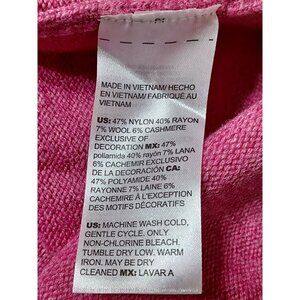 MADE IN VIETNAM/ HECHO
EN VIETNAM/ FABRIQUÉ AU
VIETNAM
US: 47% NYLON 40% RAYON
7% WOOL 6% CASHMERE
EXCLUSIVE OF
DECORATION MX: 47%
poliamida 40% rayón 7% LANA
6% CACHEMIR EXCLUSIVO
DE LA DECORACIÓN CA:
47% POLYAMIDE 40%
RAYONNE 7% LAINE 6%
CACHEMIRE À L'EXCEPTION
DES MOTIFS DÉCORATIFS
US: MACHINE WASH COLD,
GENTLE CYCLE. ONLY
NON-CHLORINE BLEACH.
TUMBLE DRY LOW. WARM
IRON. MAY BE DRY
CLEANED MX: LAVAR A